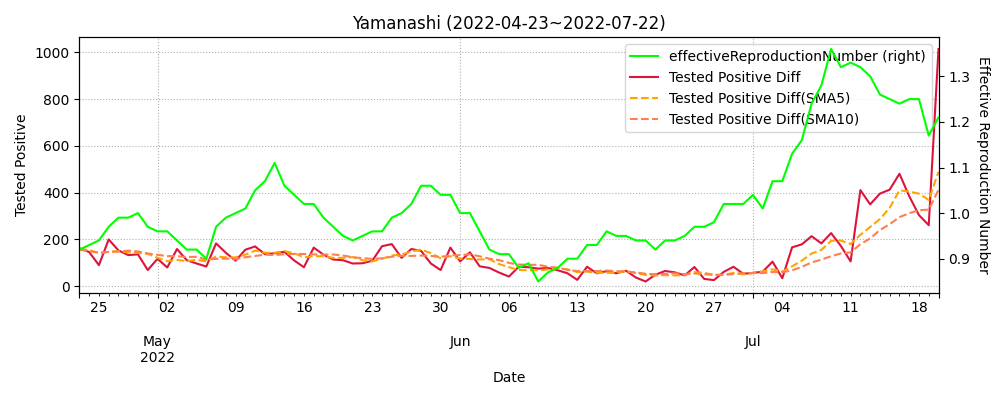 Yamanashi (2022-04-23~2022-07-22)
effectiveReproductionNumber (right)
Tested Positive Diff
Tested Positive Diff(SMA5)
Tested Positive Diff(SMA10)
Tested Positive
1000
800
600
400
200
0
1.3
1.2
1.1
1.0
0.9
Effective Reproduction Number
25 02 09 16 23 30 06 13 20 27 04 11 18
May Jun Jul
2022
Date